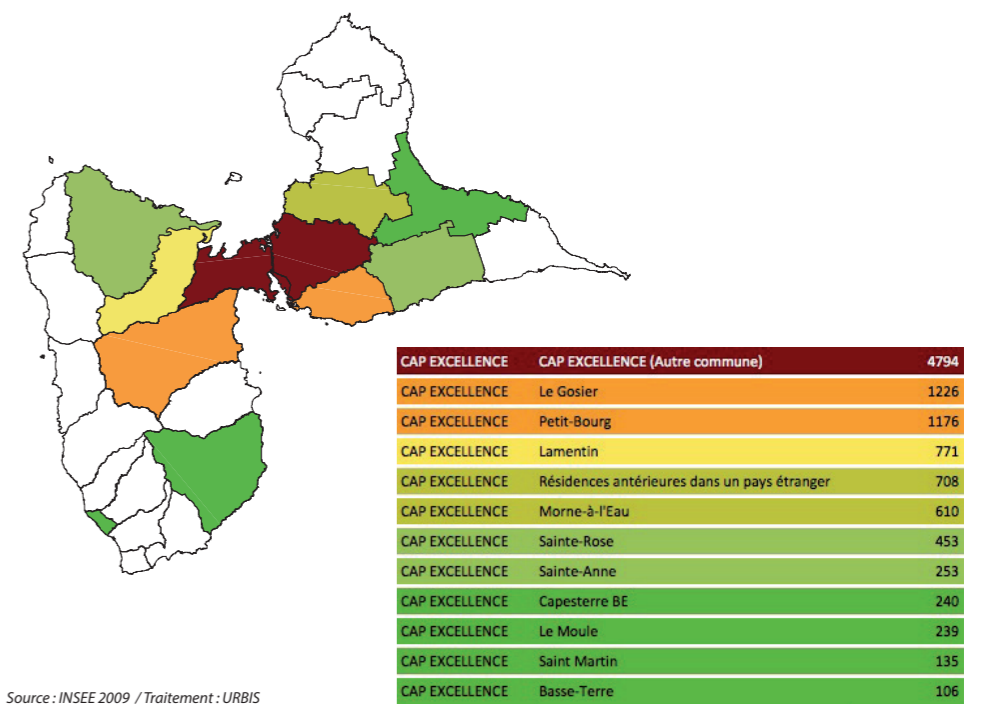 CAP EXCELLENCE CAP EXCELLENCE (Autre commune) 4794
CAP EXCELLENCE Le Gosier 1226
CAP EXCELLENCE Petit-Bourg 1176
CAP EXCELLENCE Lamentin 771
CAP EXCELLENCE Résidences antérieures dans un pays étranger 708
CAP EXCELLENCE Morne-à-l'Eau 610
CAP EXCELLENCE Sainte-Rose 453
CAP EXCELLENCE Sainte-Anne 253
CAP EXCELLENCE Capesterre BE 240
CAP EXCELLENCE Le Moule 239
CAP EXCELLENCE Saint Martin 135
CAP EXCELLENCE Basse-Terre 106
Source : INSEE 2009 / Traitement : URBIS